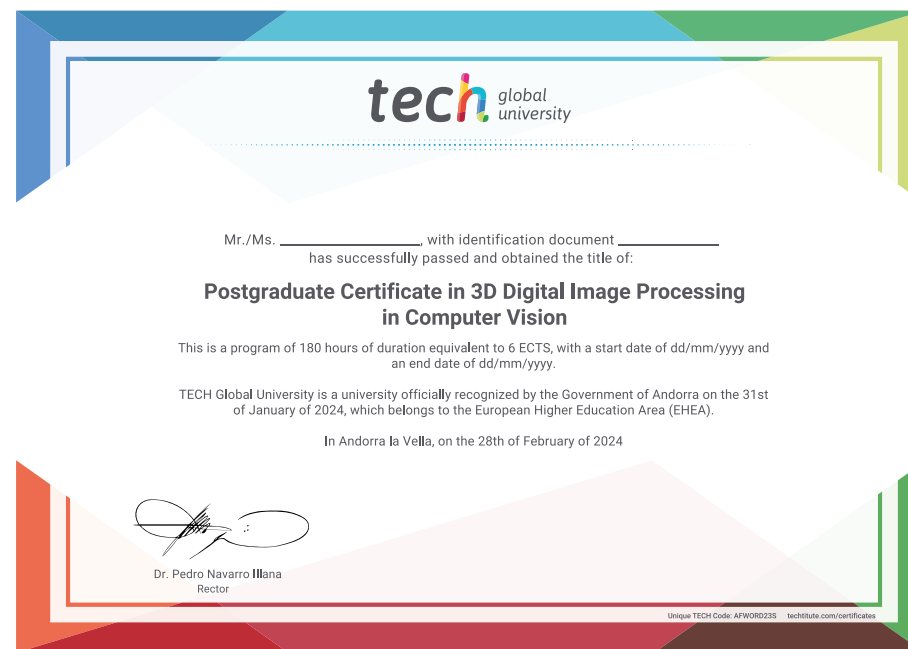 tech global
university
Mr./Ms. ____________________, with identification document ______________
has successfully passed and obtained the title of:
Postgraduate Certificate in 3D Digital Image Processing
in Computer Vision
This is a program of 180 hours of duration equivalent to 6 ECTS, with a start date of dd/mm/yyyy and
an end date of dd/mm/yyyy.
TECH Global University is a university officially recognized by the Government of Andorra on the 31st
of January of 2024, which belongs to the European Higher Education Area (EHEA).
In Andorra la Vella, on the 28th of February of 2024
Dr. Pedro Navarro Illana
Rector
Unique TECH Code: AFWORD23S techtitute.com/certificates